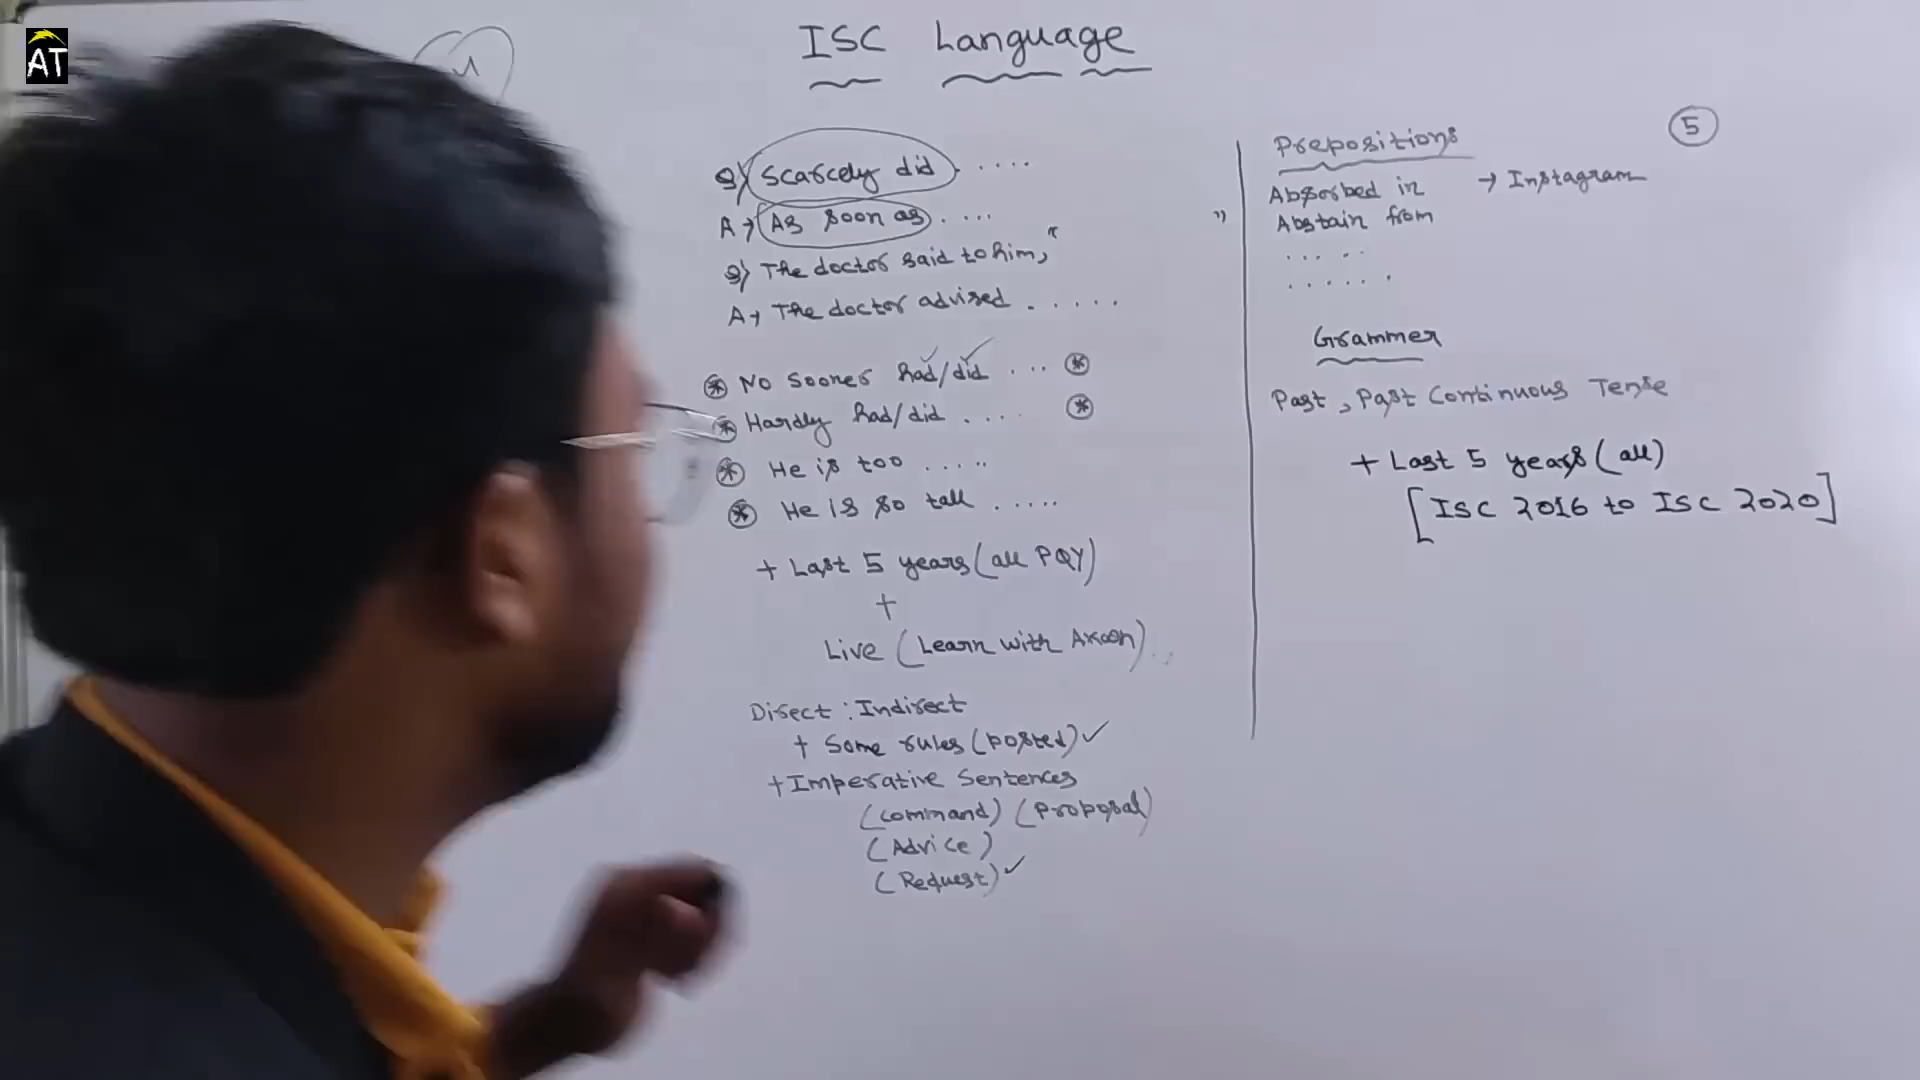 AT
ISC Language
Q) Scarcely did . ....
A → As soon as ....
Q) The doctor said to him, "
"
A → The doctor advised . .....
* No sooner had/did ... *
* Hardly had/did .... *
* He is too .....
* He is so tall .....
+ Last 5 years (all PQY)
+
Live (Learn with Akash)
Direct : Indirect
+ Some rules (posted) ✓
+ Imperative Sentences
(command) (Proposal)
(Advice)
(Request) ✓
5
Prepositions
Absorbed in → Instagram
Abstain from
... ..
..... .
Grammer
Past, Past Continuous Tense
+ Last 5 years (all)
[ISC 2016 to ISC 2020]